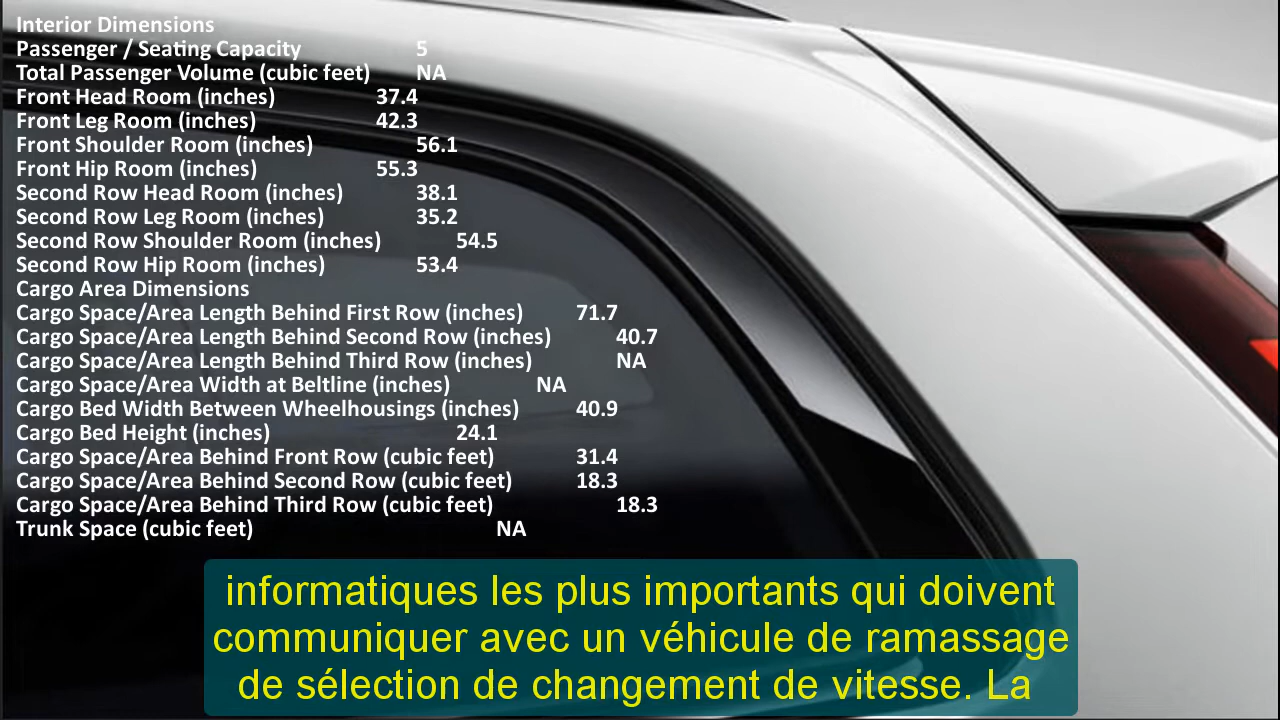 Interior Dimensions
Passenger / Seating Capacity 5
Total Passenger Volume (cubic feet) NA
Front Head Room (inches) 37.4
Front Leg Room (inches) 42.3
Front Shoulder Room (inches) 56.1
Front Hip Room (inches) 55.3
Second Row Head Room (inches) 38.1
Second Row Leg Room (inches) 35.2
Second Row Shoulder Room (inches) 54.5
Second Row Hip Room (inches) 53.4
Cargo Area Dimensions
Cargo Space/Area Length Behind First Row (inches) 71.7
Cargo Space/Area Length Behind Second Row (inches) 40.7
Cargo Space/Area Length Behind Third Row (inches) NA
Cargo Space/Area Width at Beltline (inches) NA
Cargo Bed Width Between Wheelhousings (inches) 40.9
Cargo Bed Height (inches) 24.1
Cargo Space/Area Behind Front Row (cubic feet) 31.4
Cargo Space/Area Behind Second Row (cubic feet) 18.3
Cargo Space/Area Behind Third Row (cubic feet) 18.3
Trunk Space (cubic feet) NA
informatiques les plus importants qui doivent
communiquer avec un véhicule de ramassage
de sélection de changement de vitesse. La